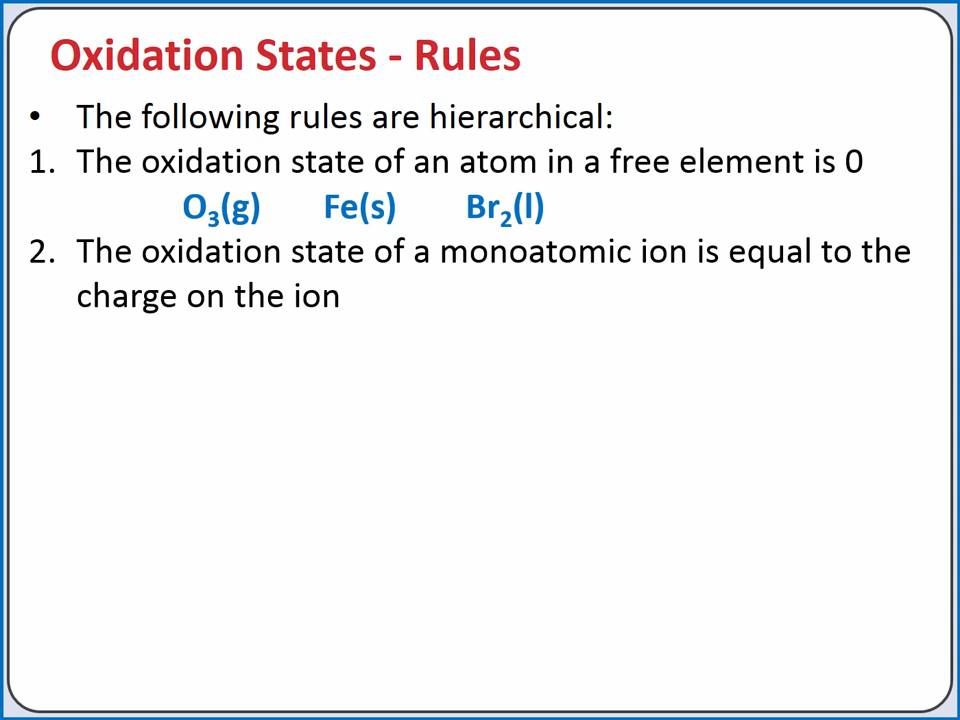 Oxidation States - Rules
• The following rules are hierarchical:
1. The oxidation state of an atom in a free element is 0
O₃(g) Fe(s) Br₂(l)
2. The oxidation state of a monoatomic ion is equal to the
charge on the ion